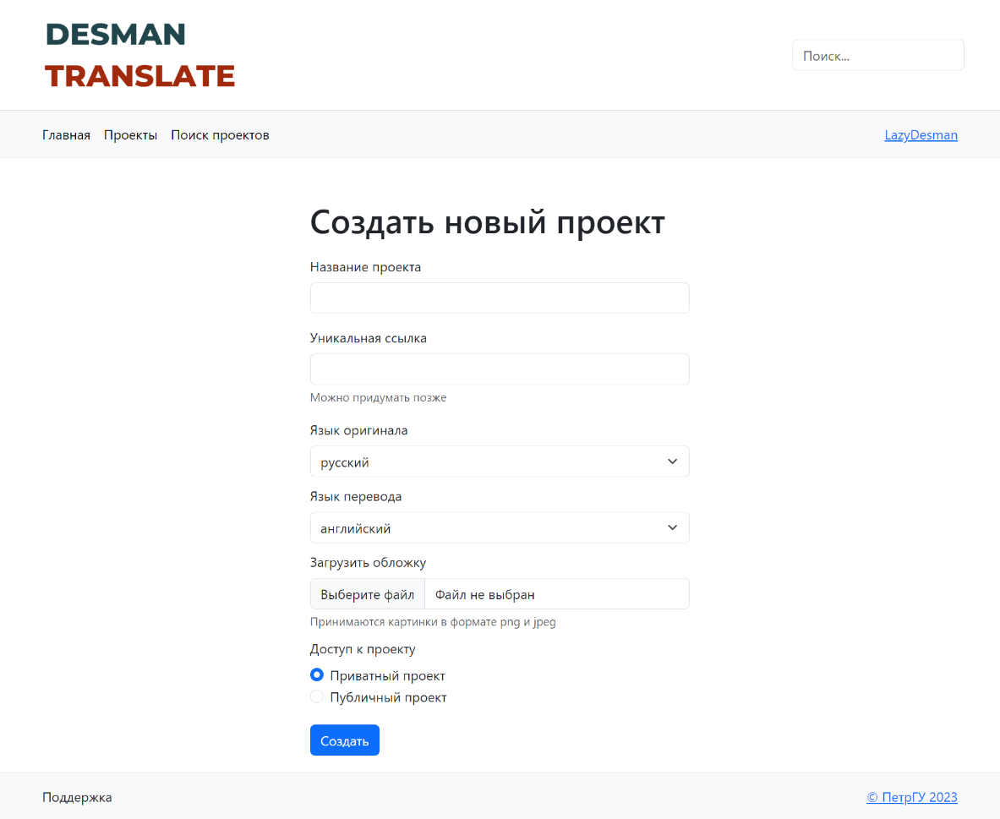 DESMAN
TRANSLATE
Поиск...
Главная Проекты Поиск проектов LazyDesman
Создать новый проект
Название проекта
Уникальная ссылка
Можно придумать позже
Язык оригинала
русский
Язык перевода
английский
Загрузить обложку
Выберите файл Файл не выбран
Принимаются картинки в формате png и jpeg
Доступ к проекту
Приватный проект
Публичный проект
Создать
Поддержка © ПетрГУ 2023